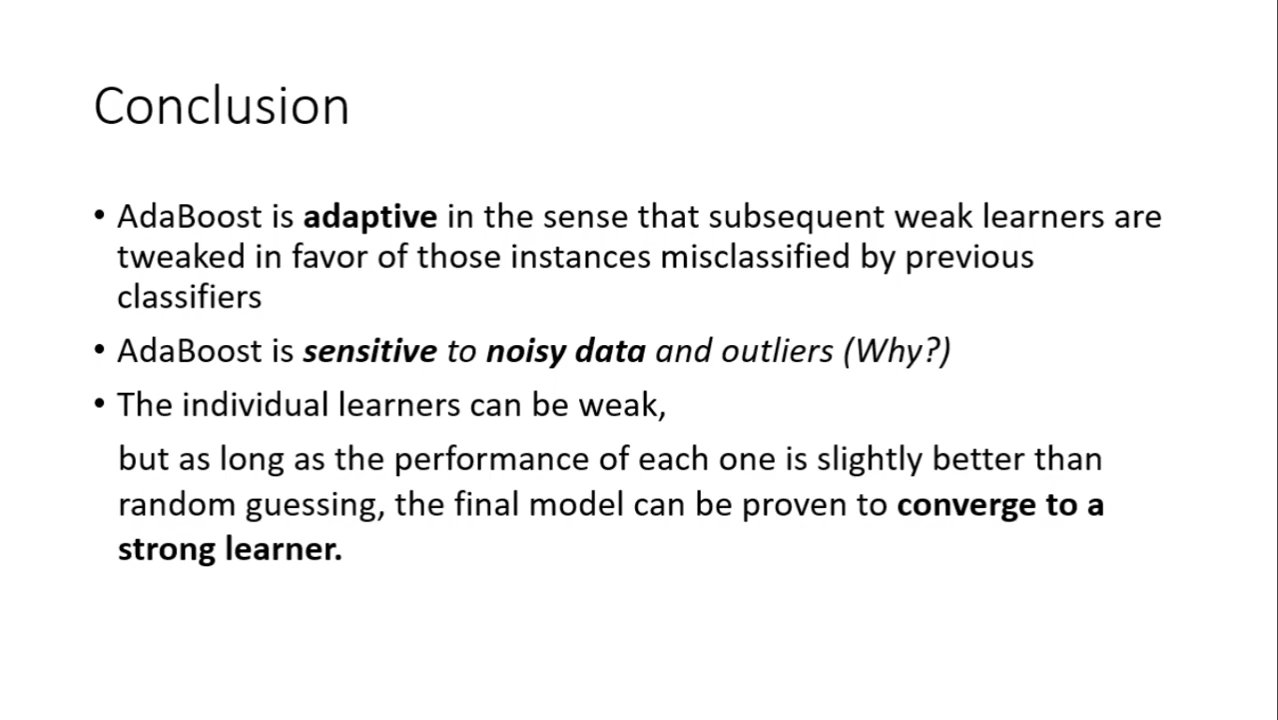 Conclusion
• AdaBoost is adaptive in the sense that subsequent weak learners are
tweaked in favor of those instances misclassified by previous
classifiers
• AdaBoost is sensitive to noisy data and outliers (Why?)
• The individual learners can be weak,
but as long as the performance of each one is slightly better than
random guessing, the final model can be proven to converge to a
strong learner.